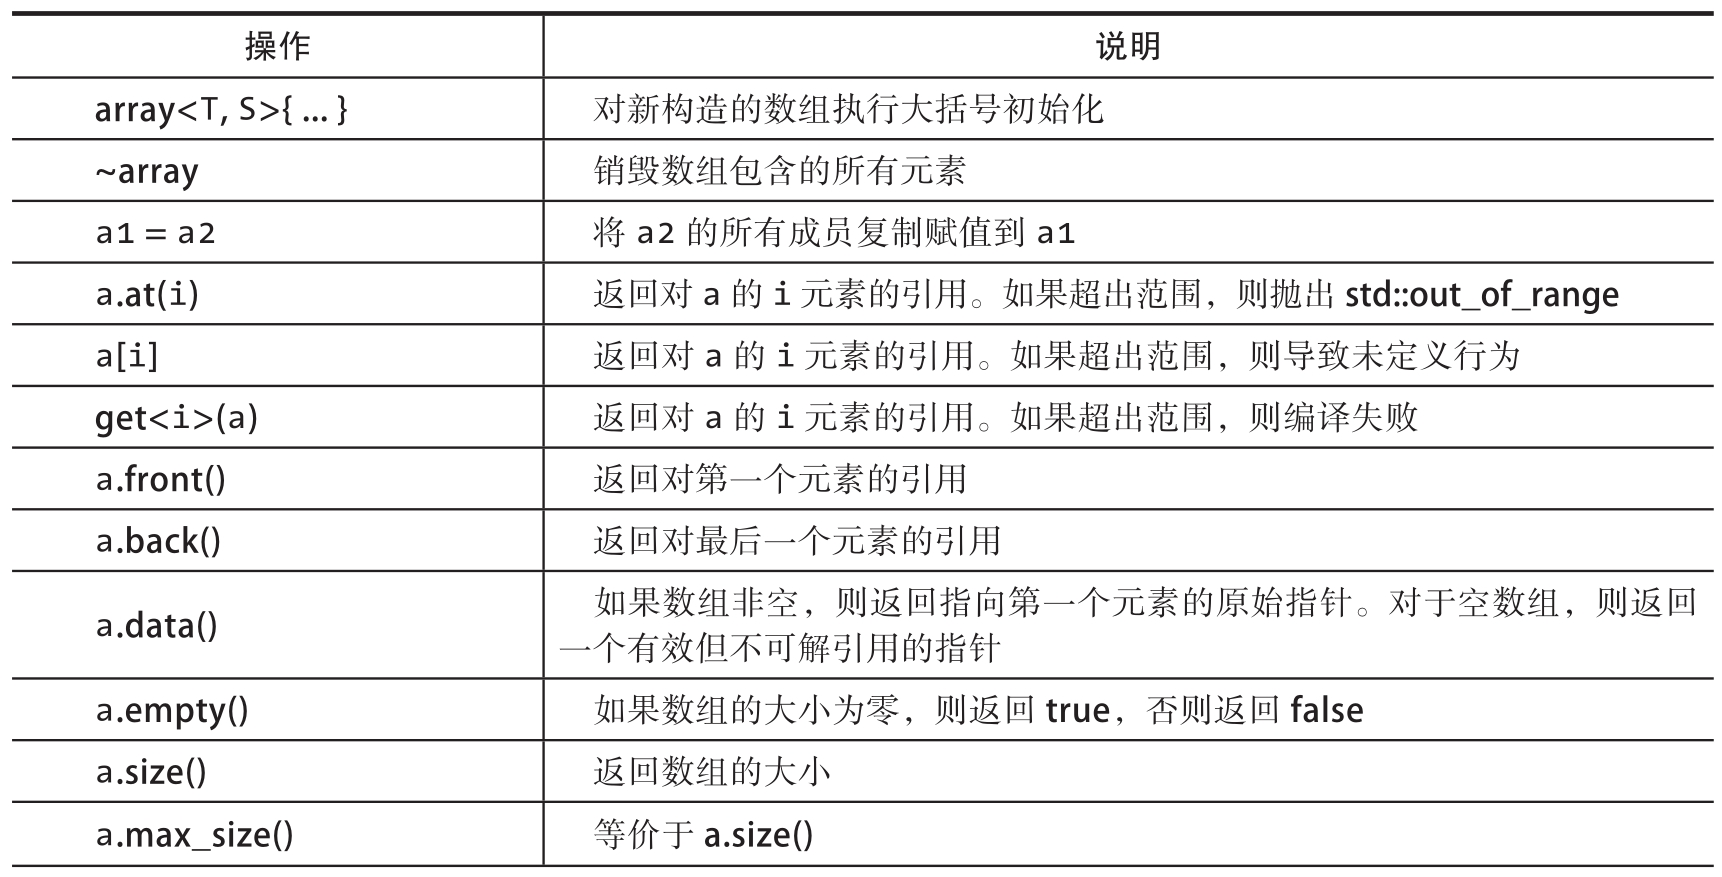 操作 说明
array<T, S>{ ... } 对新构造的数组执行大括号初始化
~array 销毁数组包含的所有元素
a1 = a2 将 a2 的所有成员复制赋值到 a1
a.at(i) 返回对 a 的 i 元素的引用。如果超出范围，则抛出 std::out_of_range
a[i] 返回对 a 的 i 元素的引用。如果超出范围，则导致未定义行为
get<i>(a) 返回对 a 的 i 元素的引用。如果超出范围，则编译失败
a.front() 返回对第一个元素的引用
a.back() 返回对最后一个元素的引用
a.data() 如果数组非空，则返回指向第一个元素的原始指针。对于空数组，则返回
一个有效但不可解引用的指针
a.empty() 如果数组的大小为零，则返回 true，否则返回 false
a.size() 返回数组的大小
a.max_size() 等价于 a.size()